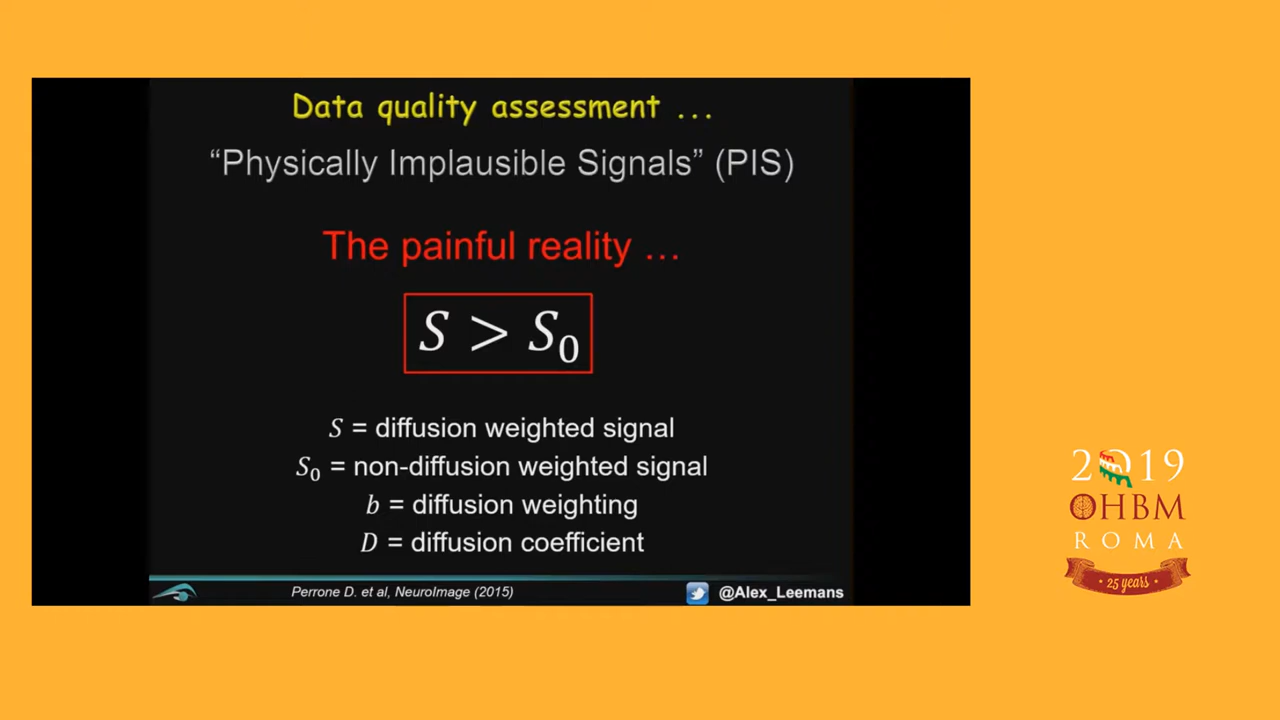 Data quality assessment ...
“Physically Implausible Signals” (PIS)
The painful reality …
S > S₀
S = diffusion weighted signal
S₀ = non-diffusion weighted signal
b = diffusion weighting
D = diffusion coefficient
Perrone D. et al, NeuroImage (2015)
@Alex_Leemans
2019
OHBM
ROMA
25 years